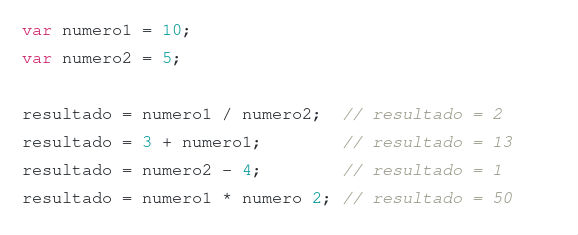 var numero1 = 10;
var numero2 = 5;
resultado = numero1 / numero2;  // resultado = 2
resultado = 3 + numero1;        // resultado = 13
resultado = numero2 - 4;        // resultado = 1
resultado = numero1 * numero 2; // resultado = 50